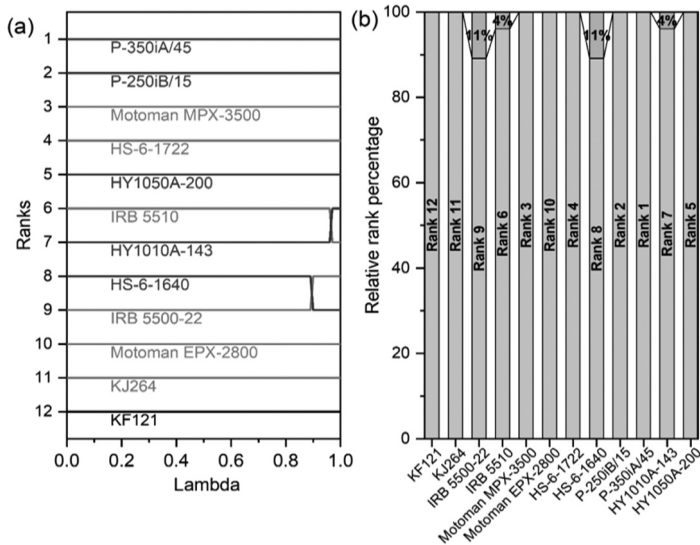 (a)
Ranks
1
2
3
4
5
6
7
8
9
10
11
12
P-350iA/45
P-250iB/15
Motoman MPX-3500
HS-6-1722
HY1050A-200
IRB 5510
HY1010A-143
HS-6-1640
IRB 5500-22
Motoman EPX-2800
KJ264
KF121
0.0 0.2 0.4 0.6 0.8 1.0
Lambda
(b)
Relative rank percentage
100
80
60
40
20
0
11%
4%
11%
4%
Rank 12
Rank 11
Rank 9
Rank 6
Rank 3
Rank 10
Rank 4
Rank 8
Rank 2
Rank 1
Rank 7
Rank 5
KF121
KJ264
IRB 5500-22
IRB 5510
Motoman MPX-3500
Motoman EPX-2800
HS-6-1722
HS-6-1640
P-250IB/15
P-350iA/45
HY1010A-143
HY1050A-200